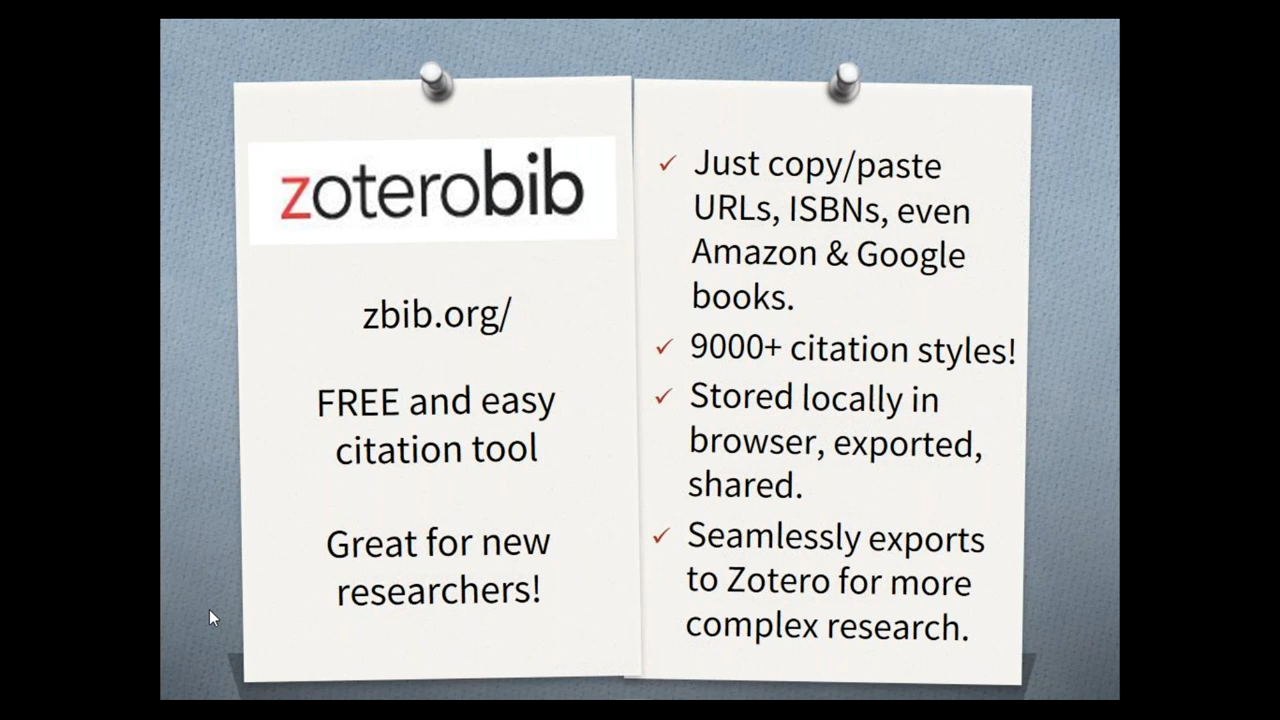 zoterobib
zbib.org/
FREE and easy
citation tool
Great for new
researchers!
✓ Just copy/paste
URLs, ISBNs, even
Amazon & Google
books.
✓ 9000+ citation styles!
✓ Stored locally in
browser, exported,
shared.
✓ Seamlessly exports
to Zotero for more
complex research.